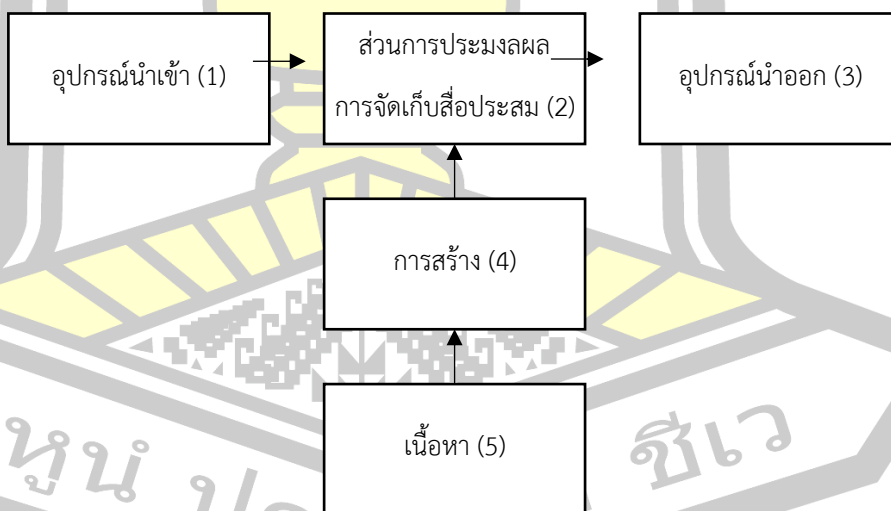 อุปกรณ์นำเข้า (1)
ส่วนการประมงลผล
การจัดเก็บสื่อประสม (2)
อุปกรณ์นำออก (3)
การสร้าง (4)
เนื้อหา (5)
ชีเว